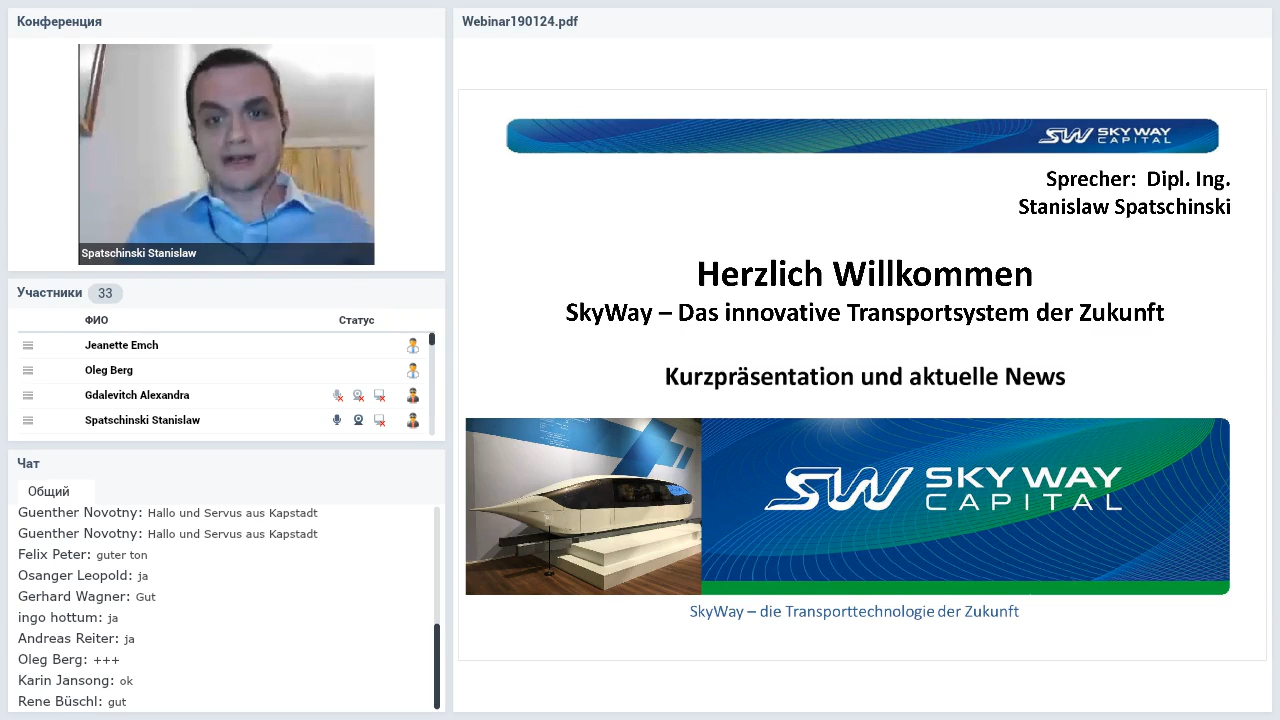 Конференция
Spatschinski Stanislaw
Участники 33
ФИО Статус
Jeanette Emch
Oleg Berg
Gdalevitch Alexandra
Spatschinski Stanislaw
Чат
Общий
Guenther Novotny: Hallo und Servus aus Kapstadt
Guenther Novotny: Hallo und Servus aus Kapstadt
Felix Peter: guter ton
Osanger Leopold: ja
Gerhard Wagner: Gut
ingo hottum: ja
Andreas Reiter: ja
Oleg Berg: +++
Karin Jansong: ok
Rene Büschl: gut
Webinar190124.pdf
SW SKY WAY
CAPITAL
Sprecher: Dipl. Ing.
Stanislaw Spatschinski
Herzlich Willkommen
SkyWay – Das innovative Transportsystem der Zukunft
Kurzpräsentation und aktuelle News
SW SKY WAY
CAPITAL
SkyWay – die Transporttechnologie der Zukunft